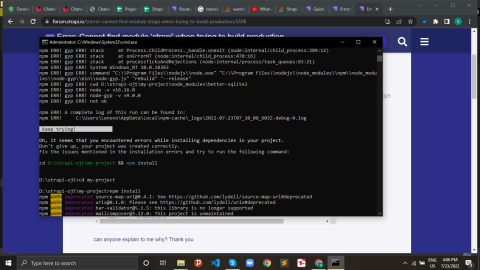 forum.strapi.io/t/error-cannot-find-module-strapi-when-trying-to-build-production/5508
Error: Cannot find module 'strapi' when trying to build production
Administrator: C:\Windows\System32\cmd.exe
npm ERR! gyp ERR! stack     at Process.ChildProcess._handle.onexit (node:internal/child_process:289:12)
npm ERR! gyp ERR! stack     at onErrorNT (node:internal/child_process:478:16)
npm ERR! gyp ERR! stack     at processTicksAndRejections (node:internal/process/task_queues:83:21)
npm ERR! gyp ERR! System Windows_NT 10.0.18363
npm ERR! gyp ERR! command "C:\\Program Files\\nodejs\\node.exe" "C:\\Program Files\\nodejs\\node_modules\\npm\\node_modules\\node-gyp\\bin\\node-gyp.js" "rebuild" "--release"
npm ERR! gyp ERR! cwd D:\strapi-ojt\my-project\node_modules\better-sqlite3
npm ERR! gyp ERR! node -v v16.16.0
npm ERR! gyp ERR! node-gyp -v v9.0.0
npm ERR! gyp ERR! not ok
npm ERR! A complete log of this run can be found in:
npm ERR!     C:\Users\Lenovo\AppData\Local\npm-cache\_logs\2022-07-23T07_10_00_003Z-debug-0.log
Keep trying!
Oh, it seems that you encountered errors while installing dependencies in your project.
Don't give up, your project was created correctly.
Fix the issues mentioned in the installation errors and try to run the following command:
cd D:\strapi-ojt\my-project && npm install
D:\strapi-ojt>cd my-project
D:\strapi-ojt\my-project>npm install
npm WARN deprecated source-map-url@0.4.1: See https://github.com/lydell/source-map-url#deprecated
npm WARN deprecated urix@0.1.0: Please see https://github.com/lydell/urix#deprecated
npm WARN deprecated har-validator@5.1.5: this library is no longer supported
npm WARN deprecated mailcomposer@3.12.0: This project is unmaintained
can anyone explain to me why? Thank you
Type here to search
ENG
US
4:06 PM
7/23/2022